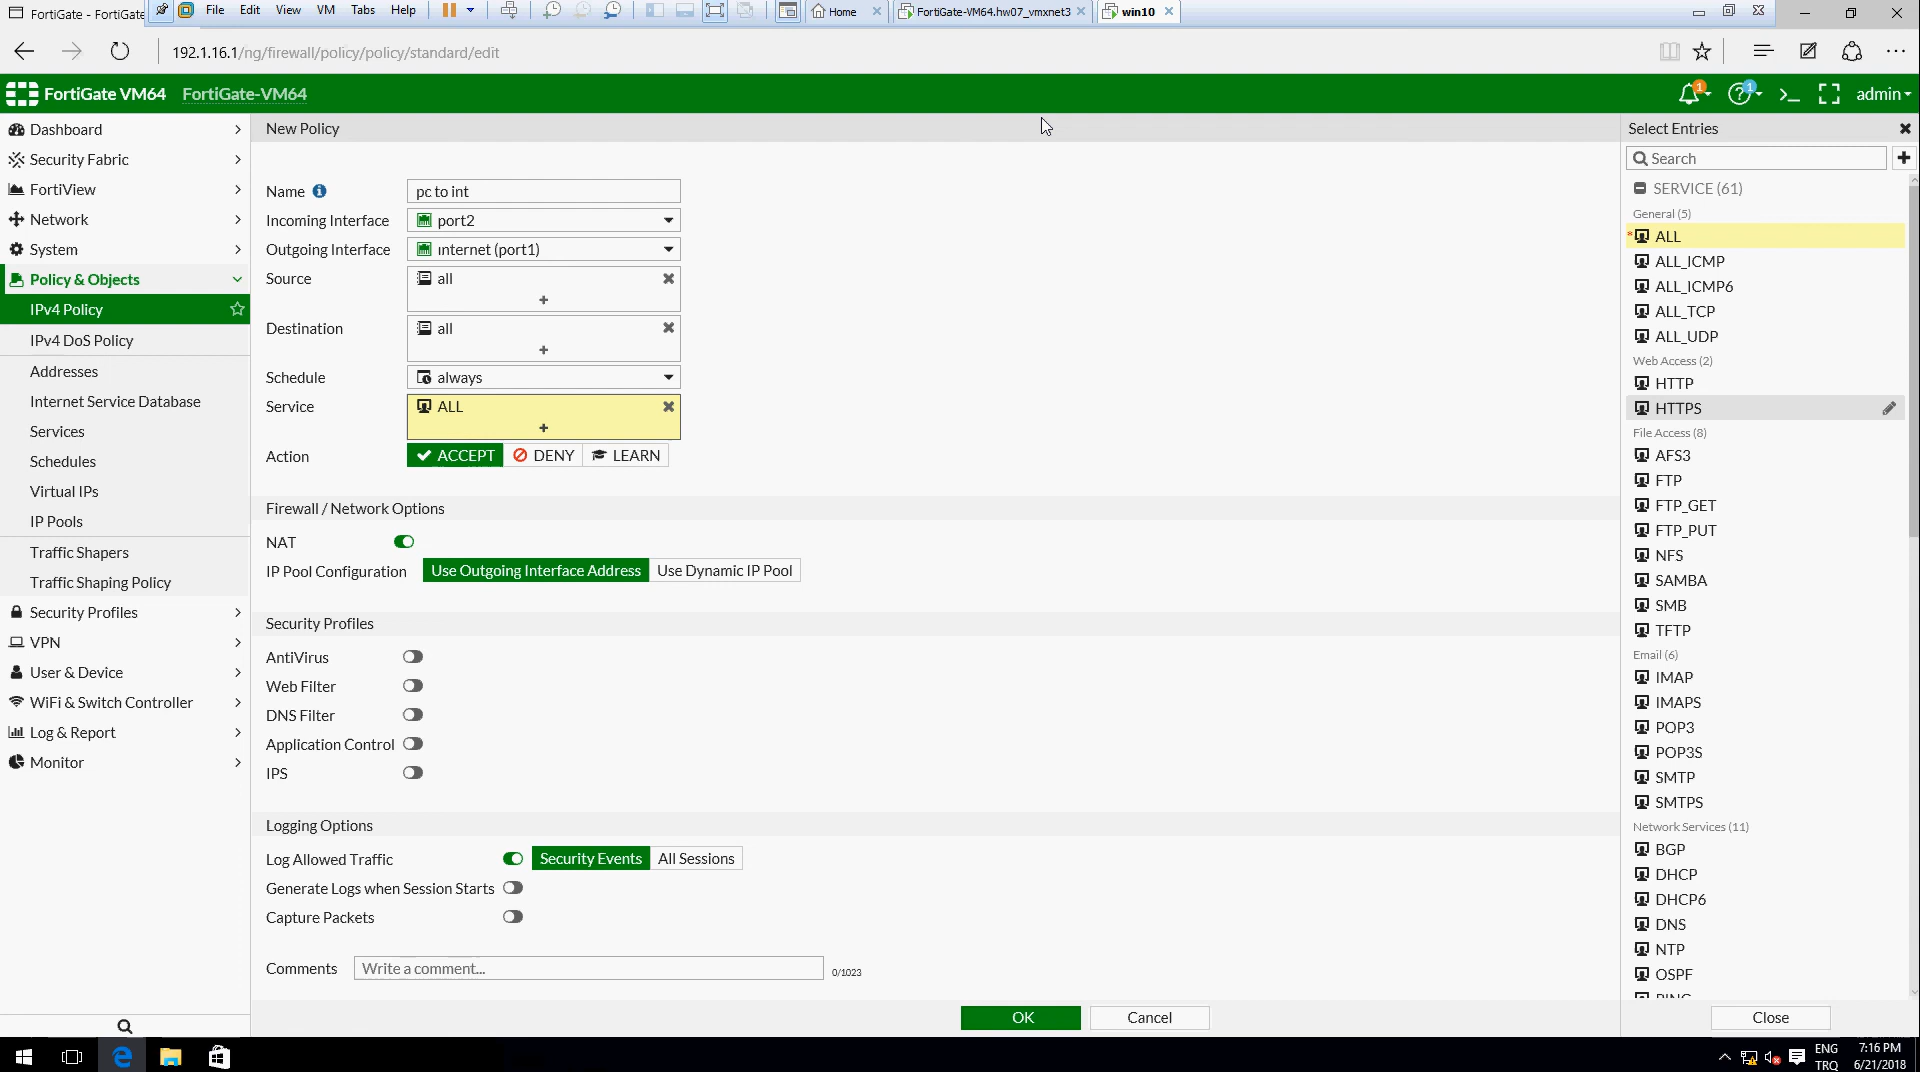 FortiGate - FortiGate
File Edit View VM Tabs Help
Home
FortiGate-VM64.hw07_vmxnet3
win10
192.1.16.1/ng/firewall/policy/policy/standard/edit
FortiGate VM64 FortiGate-VM64
1
1
admin
Dashboard
Security Fabric
FortiView
Network
System
Policy & Objects
IPv4 Policy
IPv4 DoS Policy
Addresses
Internet Service Database
Services
Schedules
Virtual IPs
IP Pools
Traffic Shapers
Traffic Shaping Policy
Security Profiles
VPN
User & Device
WiFi & Switch Controller
Log & Report
Monitor
New Policy
Name pc to int
Incoming Interface port2
Outgoing Interface ınternet (port1)
Source all
+
Destination all
+
Schedule always
Service ALL
+
Action ACCEPT DENY LEARN
Firewall / Network Options
NAT
IP Pool Configuration Use Outgoing Interface Address Use Dynamic IP Pool
Security Profiles
AntiVirus
Web Filter
DNS Filter
Application Control
IPS
Logging Options
Log Allowed Traffic Security Events All Sessions
Generate Logs when Session Starts
Capture Packets
Comments Write a comment... 0/1023
OK Cancel
Select Entries
Search
SERVICE (61)
General (5)
* ALL
ALL_ICMP
ALL_ICMP6
ALL_TCP
ALL_UDP
Web Access (2)
HTTP
HTTPS
File Access (8)
AFS3
FTP
FTP_GET
FTP_PUT
NFS
SAMBA
SMB
TFTP
Email (6)
IMAP
IMAPS
POP3
POP3S
SMTP
SMTPS
Network Services (11)
BGP
DHCP
DHCP6
DNS
NTP
OSPF
PING
Close
ENG
TRQ
7:16 PM
6/21/2018